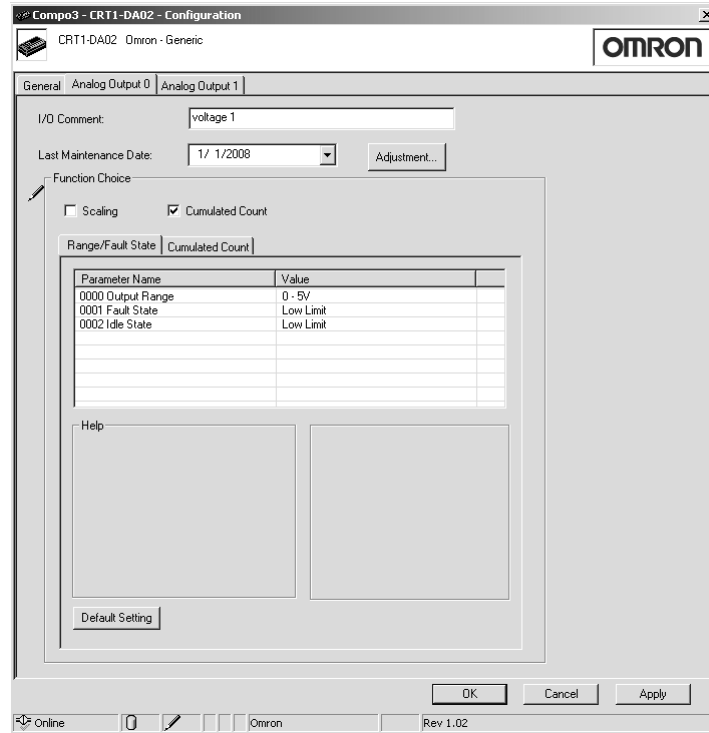 Compo3 - CRT1-DA02 - Configuration
CRT1-DA02 Omron - Generic
OMRON
General Analog Output 0 Analog Output 1
I/O Comment: voltage 1
Last Maintenance Date: 1/ 1/2008 Adjustment...
Function Choice
Scaling Cumulated Count
Range/Fault State Cumulated Count
Parameter Name Value
0000 Output Range 0 - 5V
0001 Fault State Low Limit
0002 Idle State Low Limit
Help
Default Setting
OK Cancel Apply
Online Omron Rev 1.02